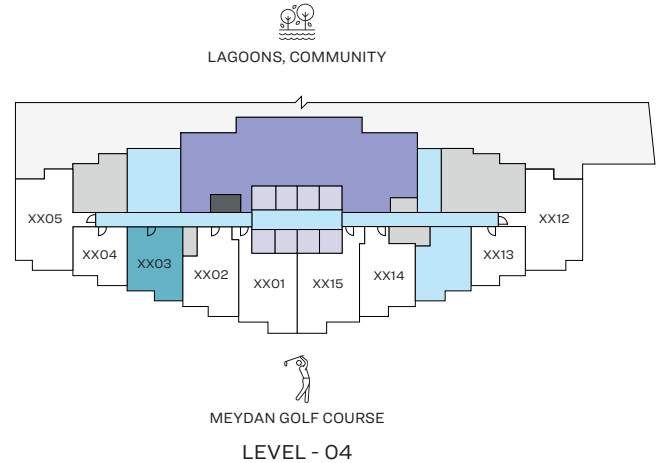 LAGOONS, COMMUNITY
XX05
XX12
XX04
XX03
XX02
XX01
XX15
XX14
XX13
MEYDAN GOLF COURSE
LEVEL - 04